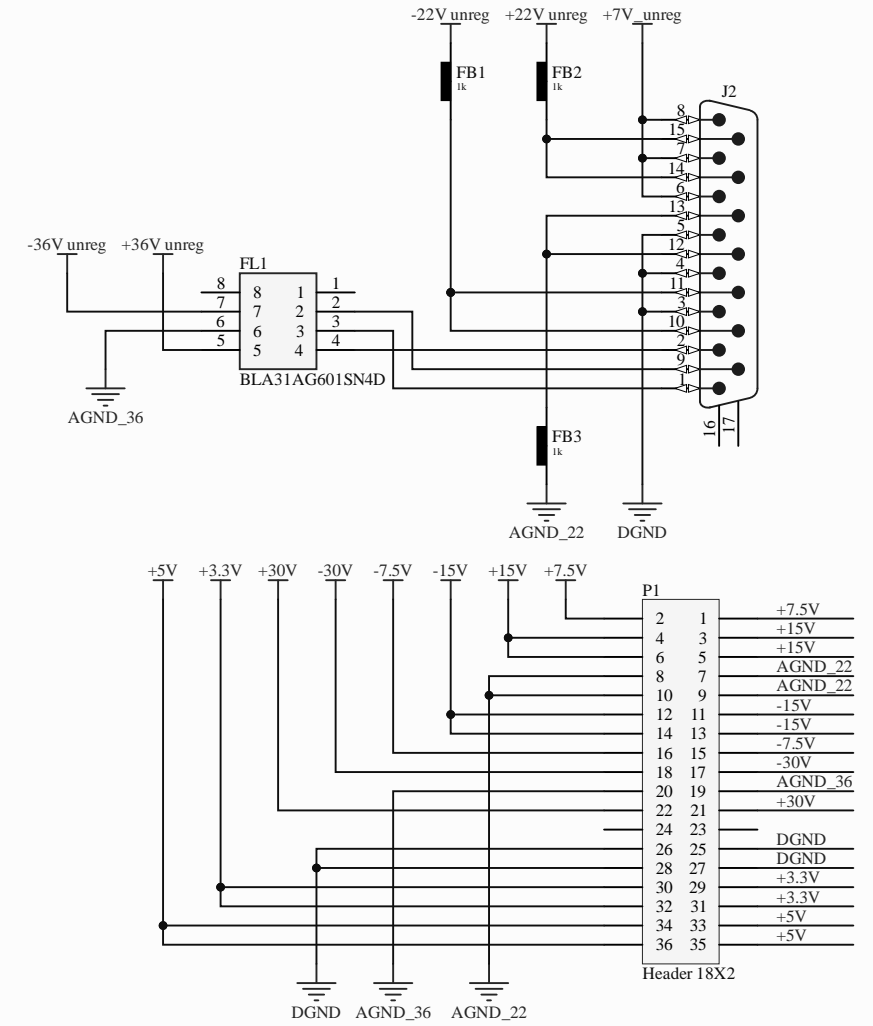 -22V unreg +22V unreg +7V_unreg
FB1
1k
FB2
1k
J2
8
15
7
14
6
13
5
12
4
11
3
10
2
9
1
16
17
-36V unreg +36V unreg
FL1
8 8 1 1
7 7 2 2
6 6 3 3
5 5 4 4
BLA31AG601SN4D
AGND_36
FB3
1k
AGND_22 DGND
+5V +3.3V +30V -30V -7.5V -15V +15V +7.5V
P1
2 1 +7.5V
4 3 +15V
6 5 +15V
8 7 AGND_22
10 9 AGND_22
12 11 -15V
14 13 -15V
16 15 -7.5V
18 17 -30V
20 19 AGND_36
22 21 +30V
24 23
26 25 DGND
28 27 DGND
30 29 +3.3V
32 31 +3.3V
34 33 +5V
36 35 +5V
Header 18X2
DGND AGND_36 AGND_22